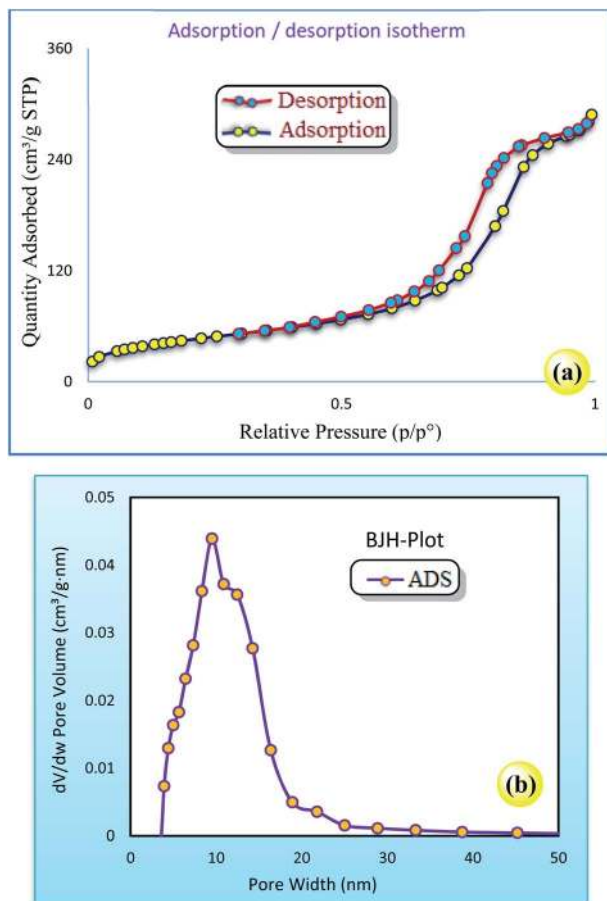 Adsorption / desorption isotherm
360
240
120
0
Quantity Adsorbed (cm³/g STP)
Desorption
Adsorption
(a)
0
0.5
1
Relative Pressure (p/p°)
0.05
0.04
0.03
0.02
0.01
0
dV/dw Pore Volume (cm³/g·nm)
BJH-Plot
ADS
(b)
0
10
20
30
40
50
Pore Width (nm)